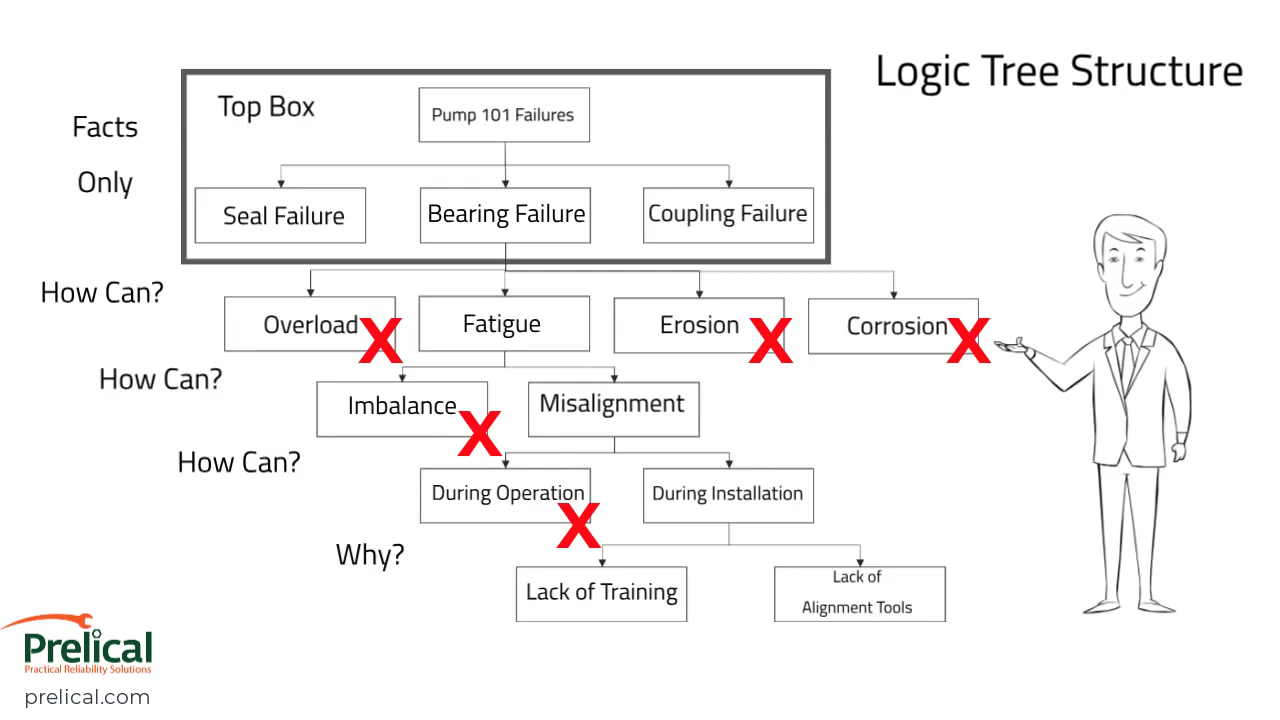 Logic Tree Structure
Top Box
Pump 101 Failures
Facts
Only
Seal Failure
Bearing Failure
Coupling Failure
How Can?
Overload
X
Fatigue
Erosion
X
Corrosion
X
How Can?
Imbalance
X
Misalignment
How Can?
During Operation
X
During Installation
Why?
Lack of Training
Lack of
Alignment Tools
Prelical
Practical Reliability Solutions
prelical.com